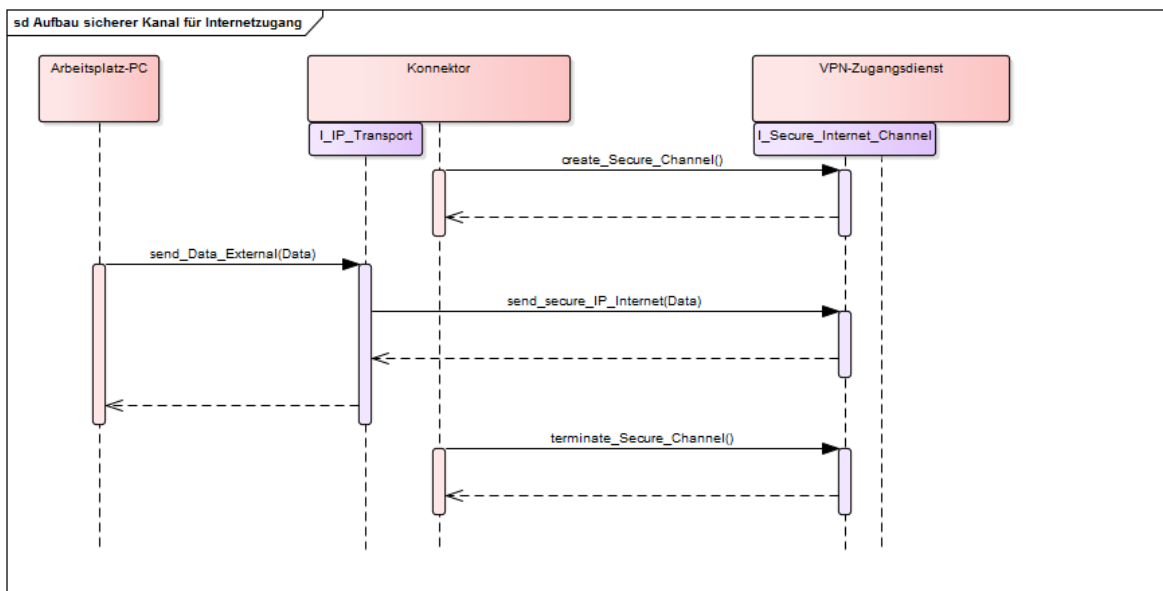 sd Aufbau sicherer Kanal für Internetzugang
Arbeitsplatz-PC
Konnektor
VPN-Zugangsdienst
I_IP_Transport
I_Secure_Internet_Channel
create_Secure_Channel()
send_Data_External(Data)
send_secure_IP_Internet(Data)
terminate_Secure_Channel()